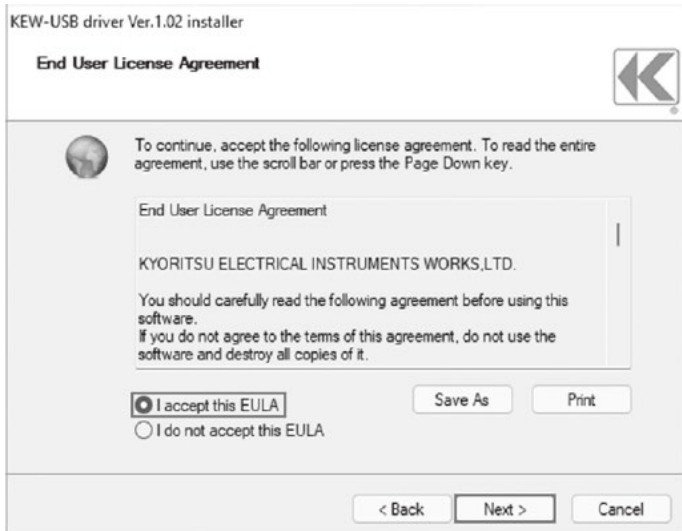 KEW-USB driver Ver.1.02 installer
End User License Agreement
To continue, accept the following license agreement. To read the entire
agreement, use the scroll bar or press the Page Down key.
End User License Agreement
KYORITSU ELECTRICAL INSTRUMENTS WORKS,LTD.
You should carefully read the following agreement before using this
software.
If you do not agree to the terms of this agreement, do not use the
software and destroy all copies of it.
I accept this EULA
Save As
Print
I do not accept this EULA
< Back
Next >
Cancel